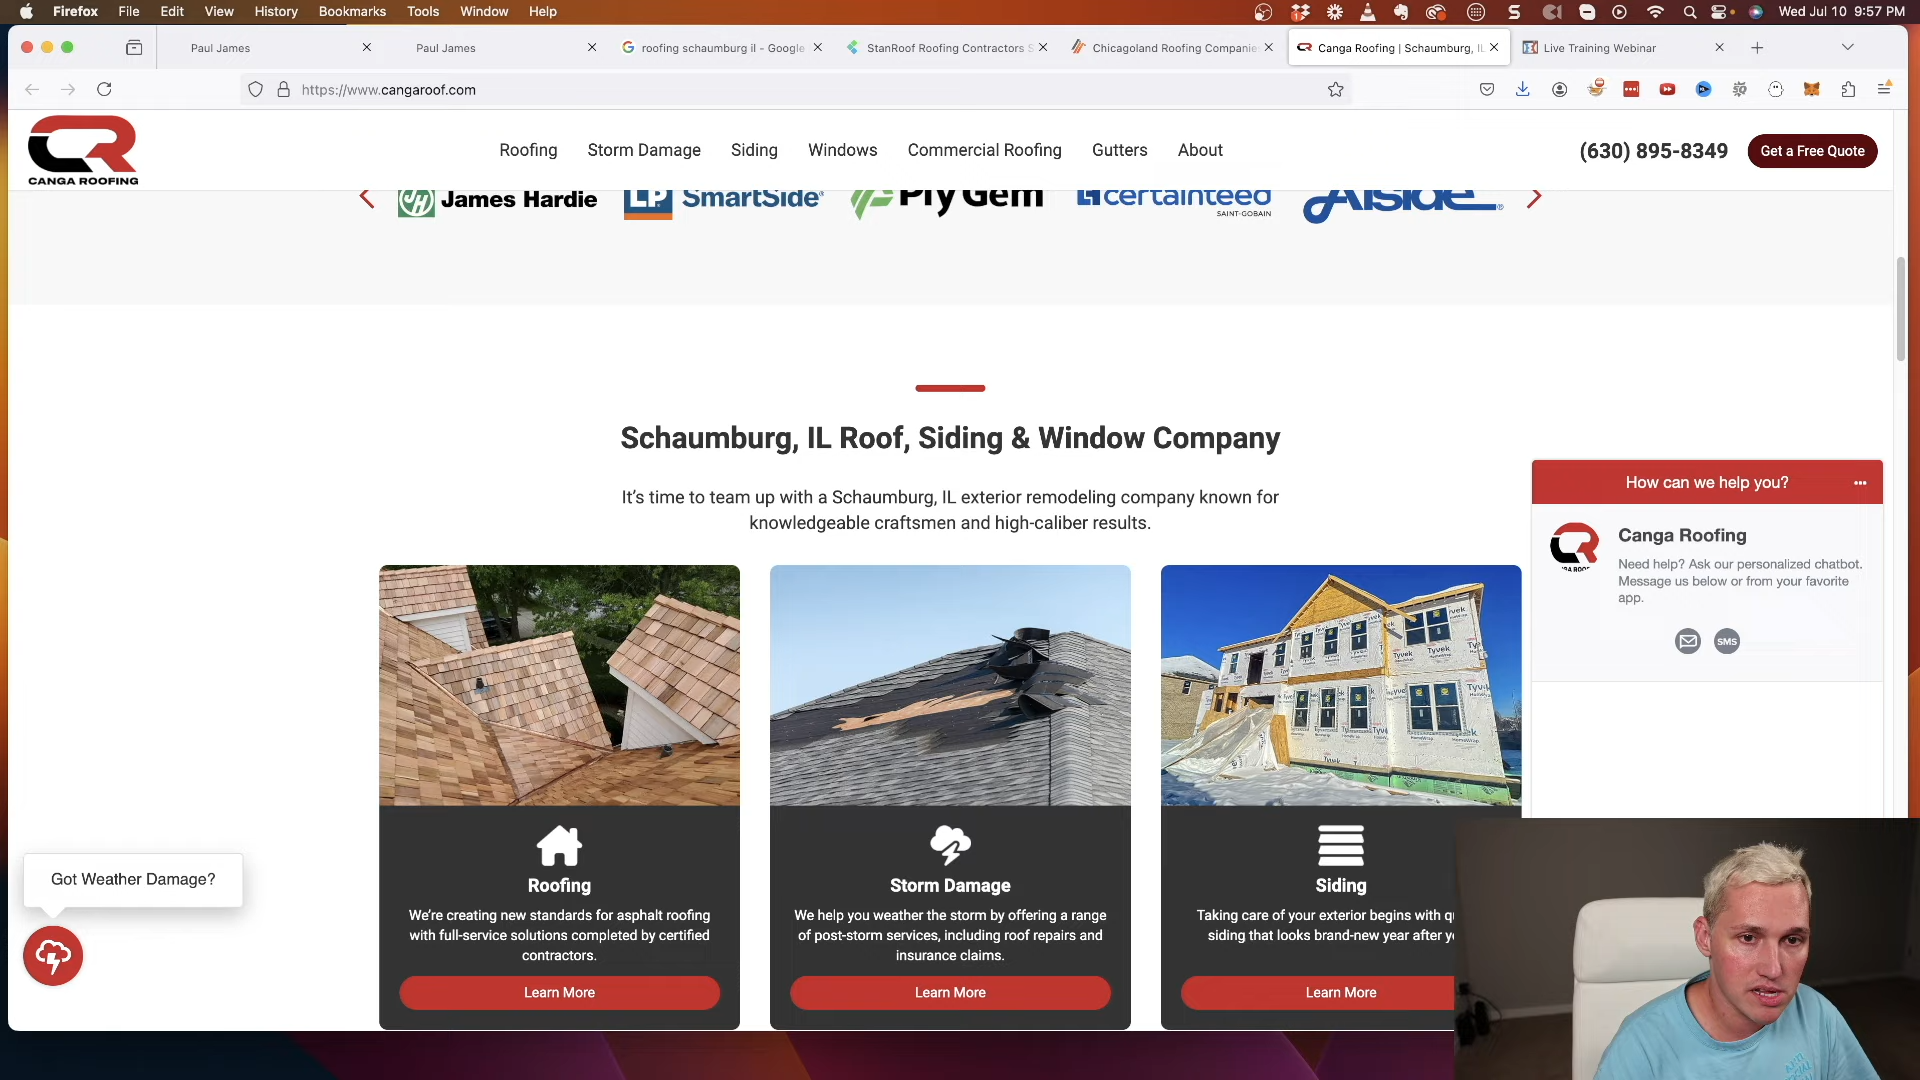 Firefox File Edit View History Bookmarks Tools Window Help Wed Jul 10 9:57 PM
Paul James
Paul James
roofing schaumburg il - Google
StanRoof Roofing Contractors S
Chicagoland Roofing Companie
Canga Roofing | Schaumburg, IL
Live Training Webinar
https://www.cangaroof.com
CR
CANGA ROOFING
Roofing Storm Damage Siding Windows Commercial Roofing Gutters About
(630) 895-8349
Get a Free Quote
JH James Hardie
LP SmartSide®
Ply Gem
certainteed
SAINT-GOBAIN
Alside®
Schaumburg, IL Roof, Siding & Window Company
It's time to team up with a Schaumburg, IL exterior remodeling company known for
knowledgeable craftsmen and high-caliber results.
How can we help you?
Canga Roofing
Need help? Ask our personalized chatbot.
Message us below or from your favorite
app.
SMS
Roofing
We're creating new standards for asphalt roofing
with full-service solutions completed by certified
contractors.
Learn More
Storm Damage
We help you weather the storm by offering a range
of post-storm services, including roof repairs and
insurance claims.
Learn More
Siding
Taking care of your exterior begins with q
siding that looks brand-new year after y
Learn More
Got Weather Damage?